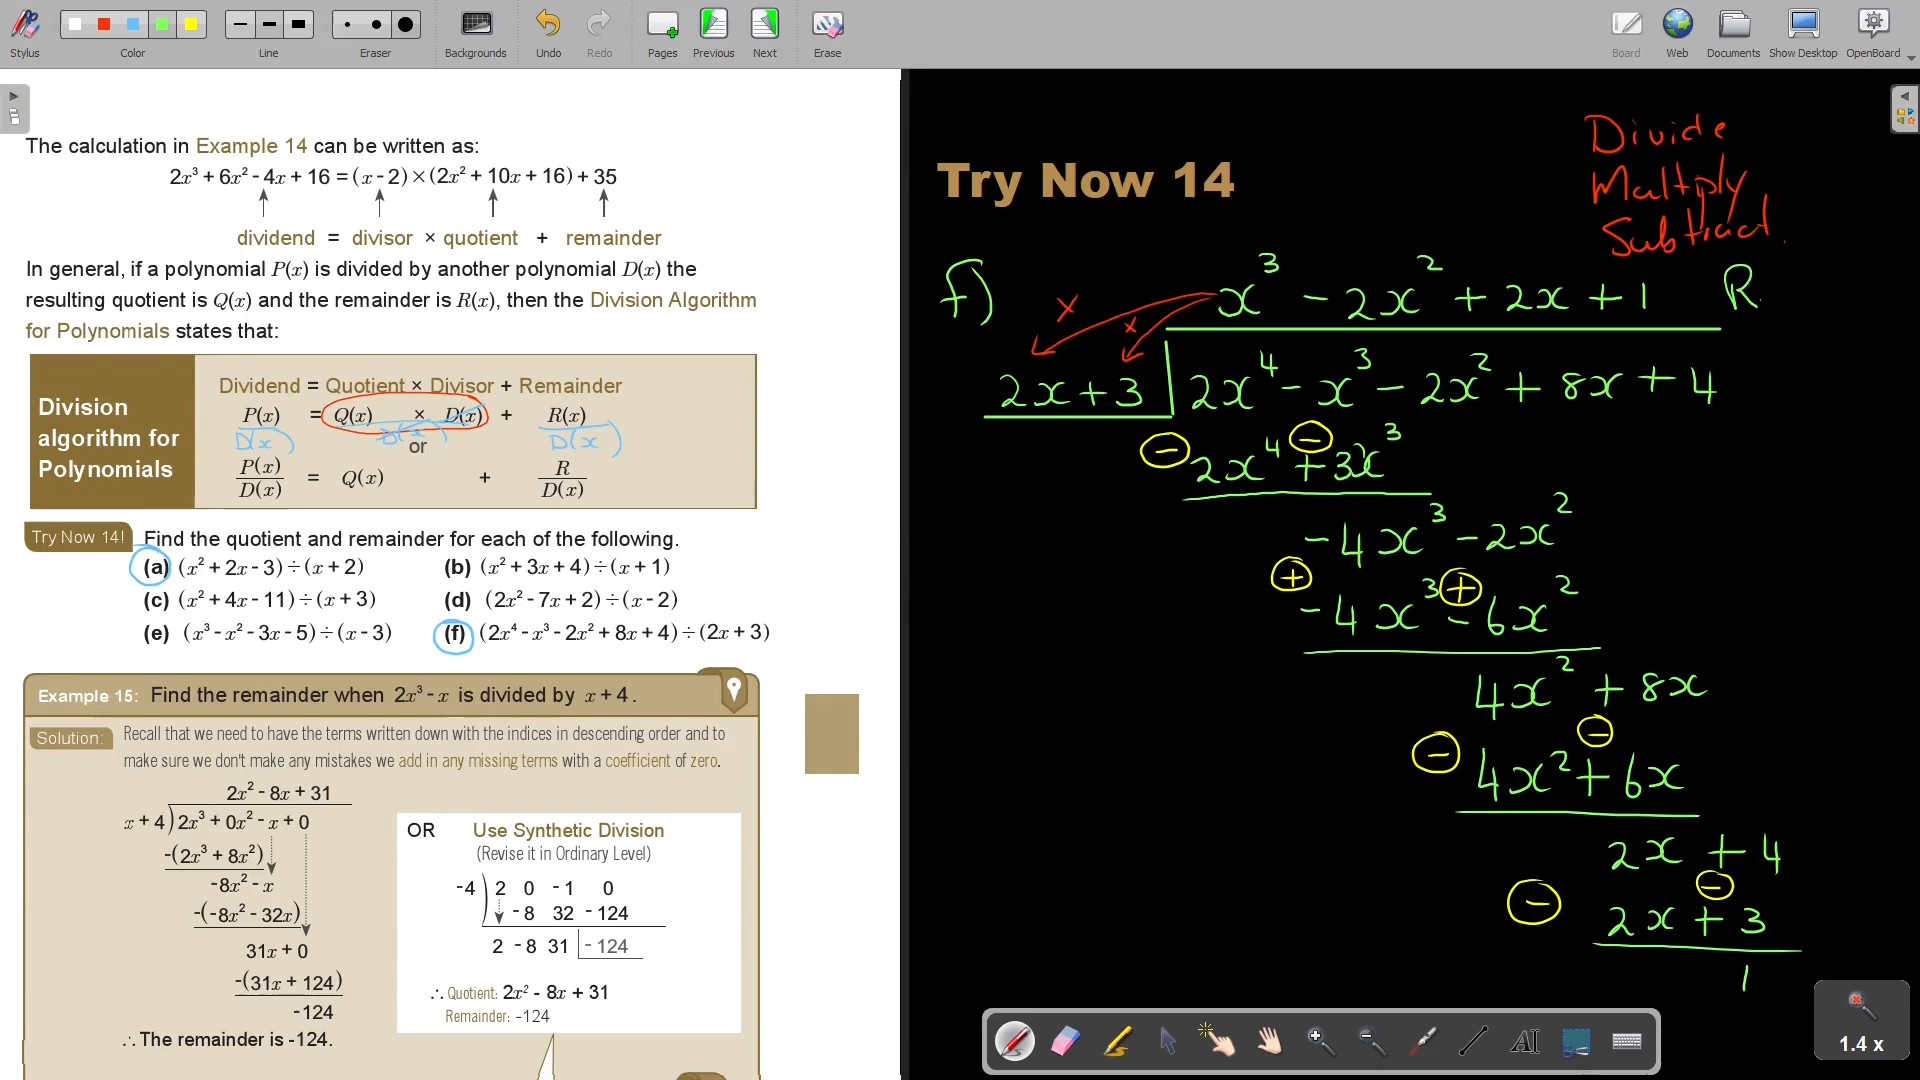 Stylus Color Line Eraser Backgrounds Undo Redo Pages Previous Next Erase Board Web Documents Show Desktop OpenBoard
The calculation in Example 14 can be written as:
2x³ + 6x² - 4x + 16 = (x - 2) × (2x² + 10x + 16) + 35
dividend = divisor × quotient + remainder
In general, if a polynomial P(x) is divided by another polynomial D(x) the
resulting quotient is Q(x) and the remainder is R(x), then the Division Algorithm
for Polynomials states that:
Division
algorithm for
Polynomials
Dividend = Quotient × Divisor + Remainder
P(x) = Q(x) × D(x) + R(x)
D(x) D(x) D(x
or
P(x)/D(x) = Q(x) + R/D(x)
Try Now 14! Find the quotient and remainder for each of the following.
(a) (x² + 2x - 3) ÷ (x + 2) (b) (x² + 3x + 4) ÷ (x + 1)
(c) (x² + 4x - 11) ÷ (x + 3) (d) (2x² - 7x + 2) ÷ (x - 2)
(e) (x³ - x² - 3x - 5) ÷ (x - 3) (f) (2x⁴ - x³ - 2x² + 8x + 4) ÷ (2x + 3)
Example 15: Find the remainder when 2x³ - x is divided by x + 4.
Solution: Recall that we need to have the terms written down with the indices in descending order and to
make sure we don't make any mistakes we add in any missing terms with a coefficient of zero.
2x² - 8x + 31
x + 4) 2x³ + 0x² - x + 0
-(2x³ + 8x²)
-8x² - x
-(-8x² - 32x)
31x + 0
-(31x + 124)
-124
∴ The remainder is -124.
OR Use Synthetic Division
(Revise it in Ordinary Level)
-4) 2 0 -1 0
-8 32 -124
2 -8 31 -124
∴ Quotient: 2x² - 8x + 31
Remainder: -124
Try Now 14
Divide
Multiply
Subtract.
f) x³ - 2x² + 2x + 1 R
x x
2x + 3 2x⁴ - x³ - 2x² + 8x + 4
- -
2x⁴ + 3x³
-4x³ - 2x²
+ +
-4x³ - 6x²
4x² + 8x
- -
4x² + 6x
2x + 4
- -
2x + 3
1
AI
1.4 x